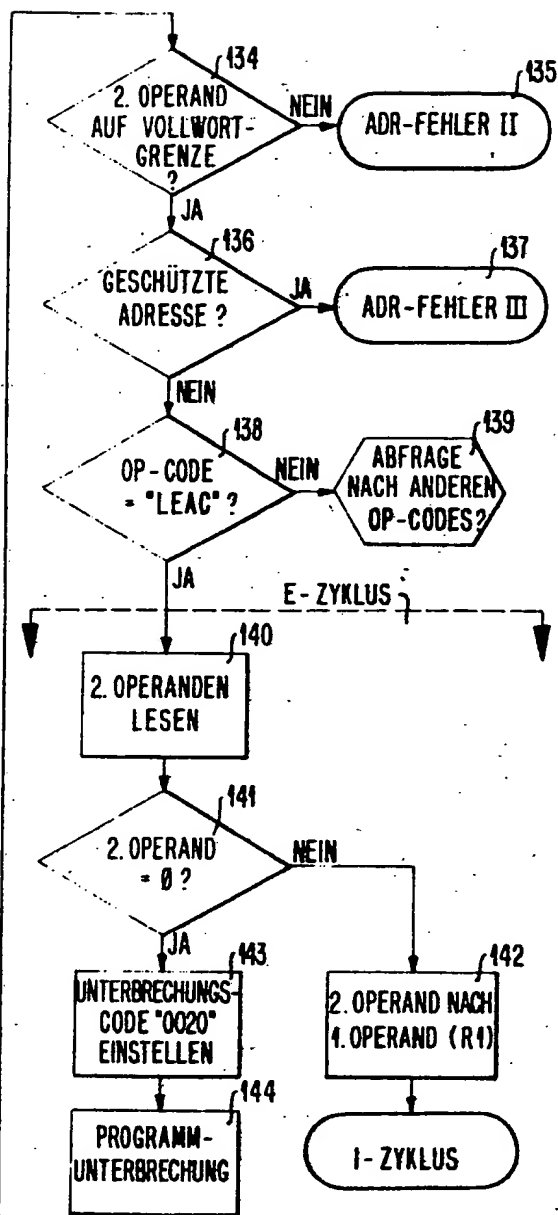 134
2. OPERAND
AUF VOLLWORT-
GRENZE
?
NEIN
135
ADR-FEHLER II
JA
136
GESCHÜTZTE
ADRESSE ?
JA
137
ADR-FEHLER III
NEIN
138
OP-CODE
= "LEAC" ?
NEIN
139
ABFRAGE
NACH ANDEREN
OP-CODES?
JA
E-ZYKLUS
140
2. OPERANDEN
LESEN
141
2. OPERAND
= Ø ?
NEIN
JA
143
UNTERBRECHUNGS-
CODE "0020"
EINSTELLEN
142
2. OPERAND NACH
1. OPERAND (R1)
144
PROGRAMM-
UNTERBRECHUNG
I-ZYKLUS